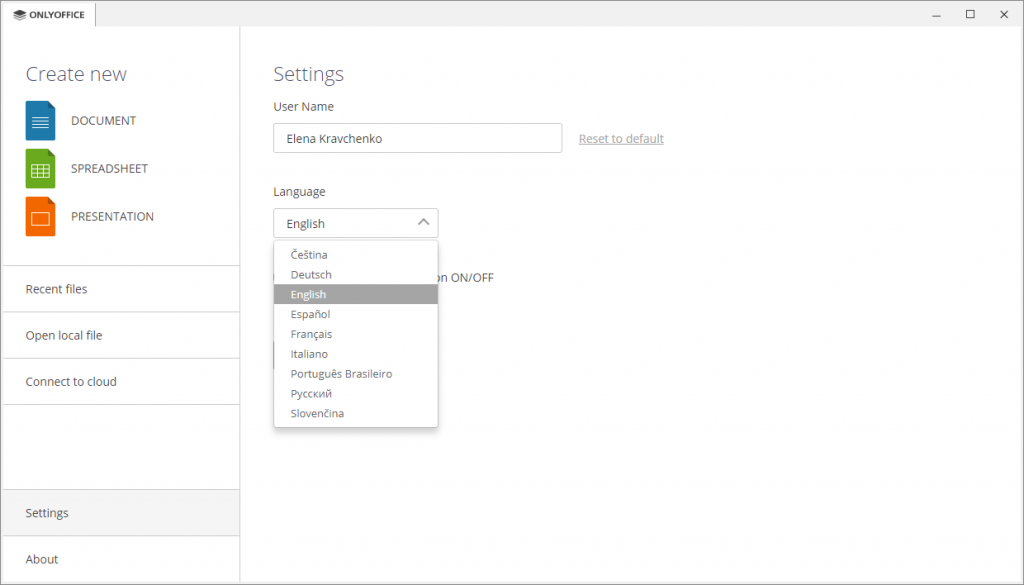 ONLYOFFICE
Create new
DOCUMENT
SPREADSHEET
PRESENTATION
Recent files
Open local file
Connect to cloud
Settings
About
Settings
User Name
Elena Kravchenko
Reset to default
Language
English
Čeština
Deutsch
English
Español
Français
Italiano
Português Brasileiro
Русский
Slovenčina
ON/OFF